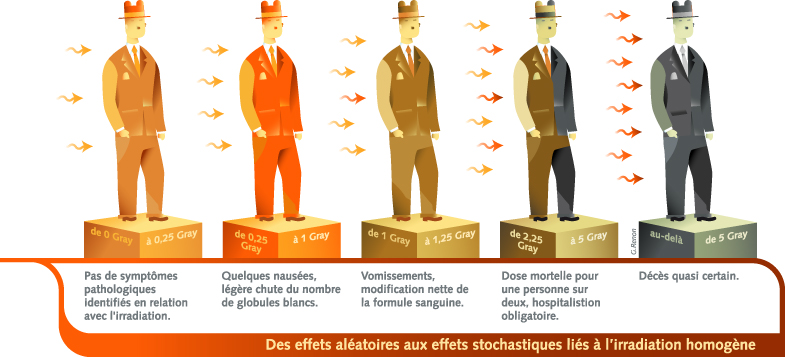 de 0 Gray à 0,25 Gray
de 0,25 Gray à 1 Gray
de 1 Gray à 1,25 Gray
de 2,25 Gray à 5 Gray
au-delà de 5 Gray
G.Renon
Pas de symptômes
pathologiques
identifiés en relation
avec l'irradiation.
Quelques nausées,
légère chute du nombre
de globules blancs.
Vomissements,
modification nette de
la formule sanguine.
Dose mortelle pour
une personne sur
deux, hospitalistion
obligatoire.
Décès quasi certain.
Des effets aléatoires aux effets stochastiques liés à l'irradiation homogène